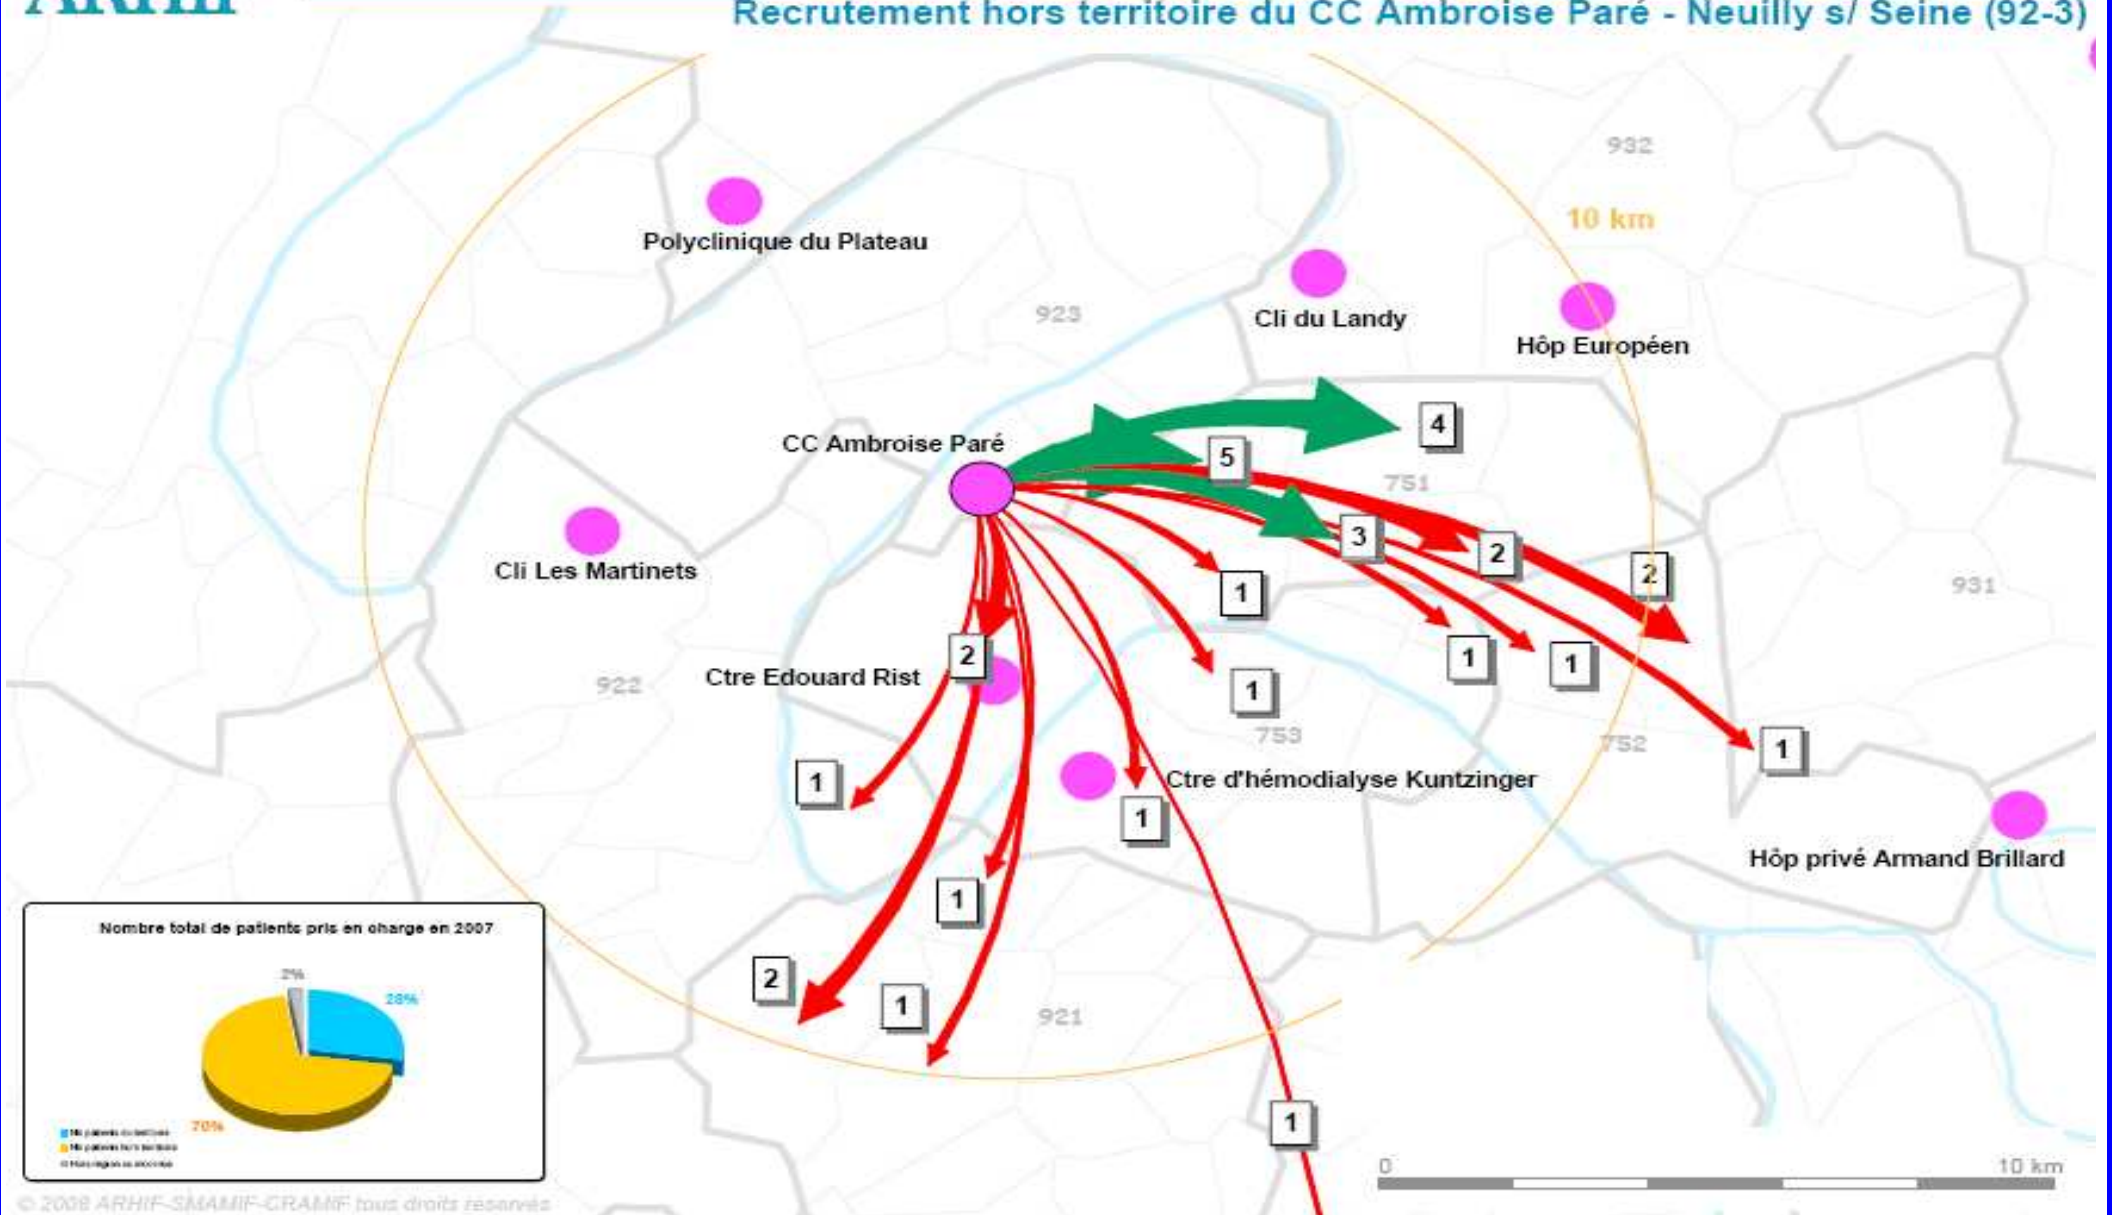 ARHIF
Recrutement hors territoire du CC Ambroise Paré - Neuilly s/ Seine (92-3)
932
10 km
Polyclinique du Plateau
923
Cli du Landy
Hôp Européen
4
CC Ambroise Paré
5
751
3
2
2
Cli Les Martinets
1
931
2
1
1
Ctre Edouard Rist
922
1
753
752
1
1
Ctre d'hémodialyse Kuntzinger
1
Hôp privé Armand Brillard
1
Nombre total de patients pris en charge en 2007
2%
28%
2
1
921
70%
1
0
10 km
© 2008 ARHIF-SMAMIF-CRAMIF tous droits réservés